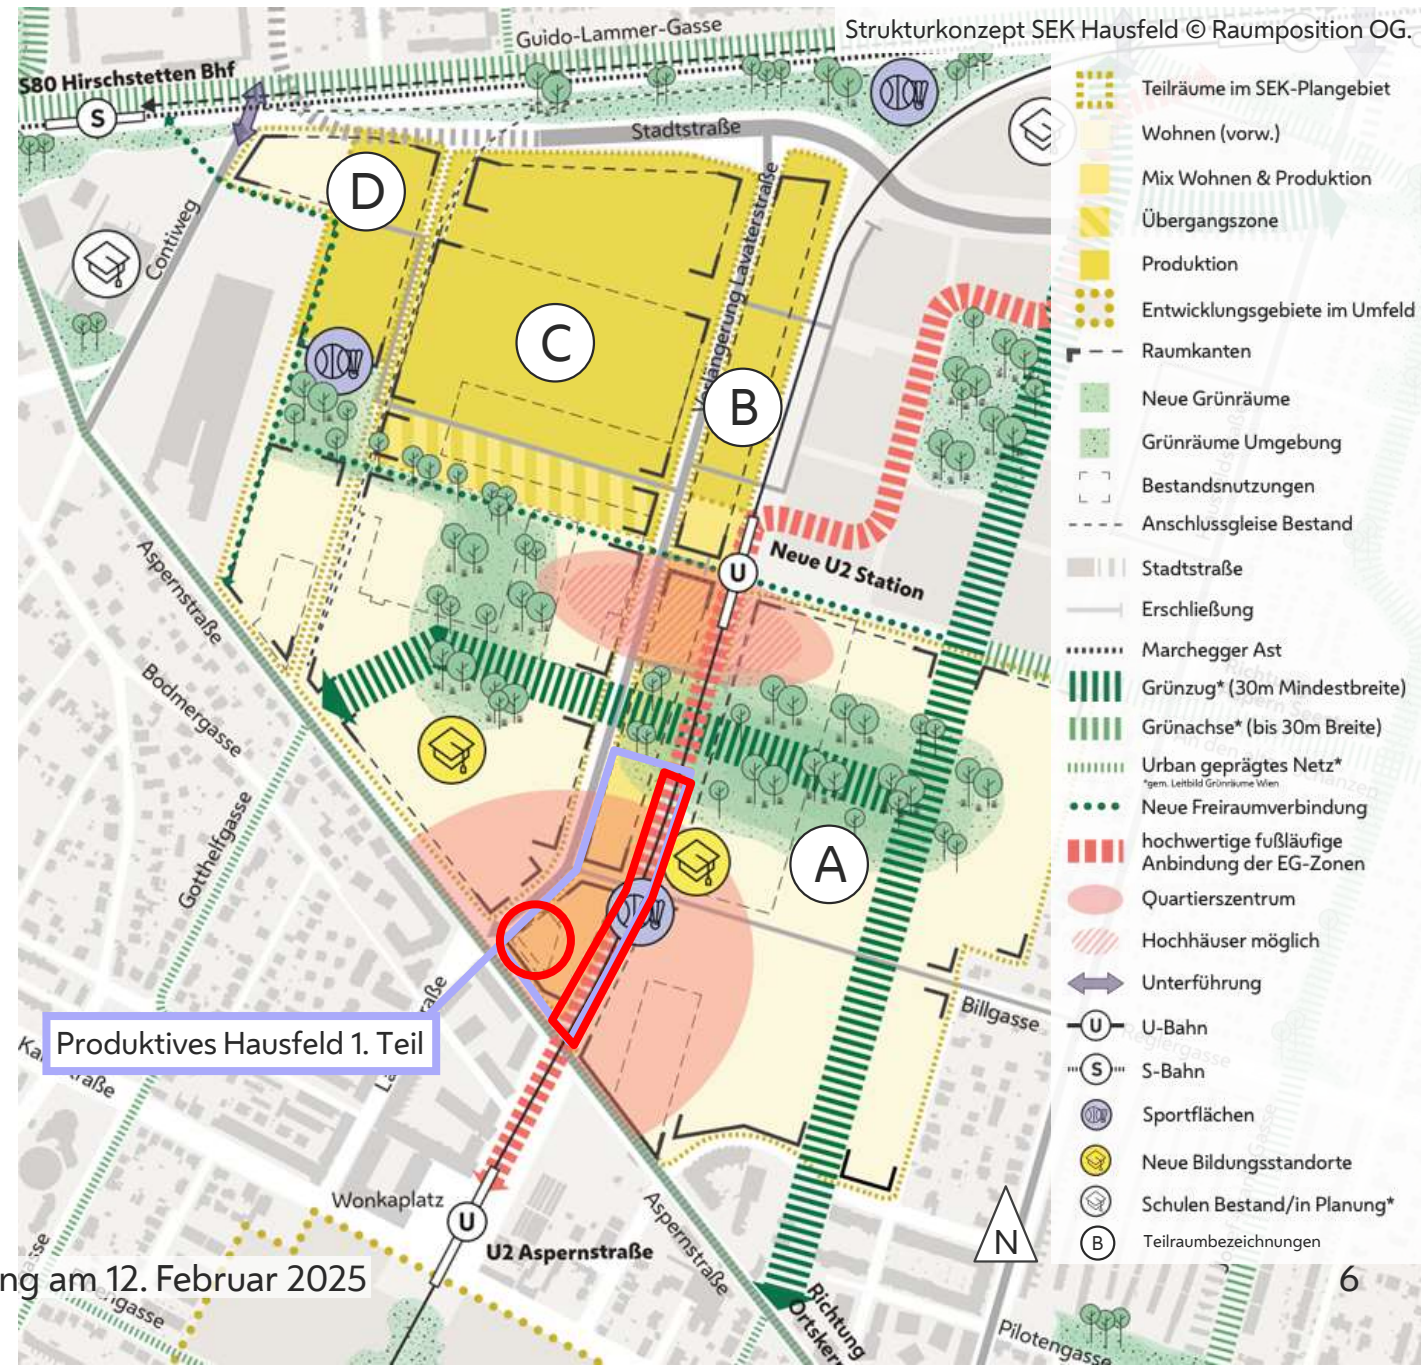 Strukturkonzept SEK Hausfeld © Raumposition OG.
Guido-Lammer-Gasse
S80 Hirschstetten Bhf
S
Stadtstraße
D
Contiweg
Verlängerung Lavaterstraße
C
B
U
Neue U2 Station
Aspernstraße
Bodmergasse
Gotthelfgasse
A
Billgasse
Produktives Hausfeld 1. Teil
Wonkaplatz
U
U2 Aspernstraße
Aspernstraße
Richtung
Ortskern
Pilotengasse
N
ng am 12. Februar 2025
6
Teilräume im SEK-Plangebiet
Wohnen (vorw.)
Mix Wohnen & Produktion
Übergangszone
Produktion
Entwicklungsgebiete im Umfeld
Raumkanten
Neue Grünräume
Grünräume Umgebung
Bestandsnutzungen
Anschlussgleise Bestand
Stadtstraße
Erschließung
Marchegger Ast
Grünzug* (30m Mindestbreite)
Grünachse* (bis 30m Breite)
Urban geprägtes Netz*
*gem. Leitbild Grünräume Wien
Neue Freiraumverbindung
hochwertige fußläufige
Anbindung der EG-Zonen
Quartierszentrum
Hochhäuser möglich
Unterführung
U U-Bahn
S S-Bahn
Sportflächen
Neue Bildungsstandorte
Schulen Bestand/in Planung*
B Teilraumbezeichnungen